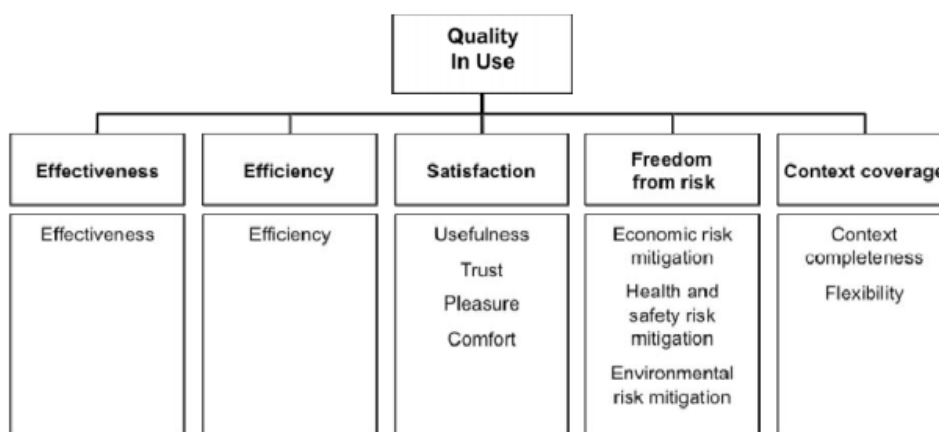 Quality
In Use
Effectiveness
Efficiency
Satisfaction
Freedom
from risk
Context coverage
Effectiveness
Efficiency
Usefulness
Trust
Pleasure
Comfort
Economic risk
mitigation
Health and
safety risk
mitigation
Environmental
risk mitigation
Context
completeness
Flexibility